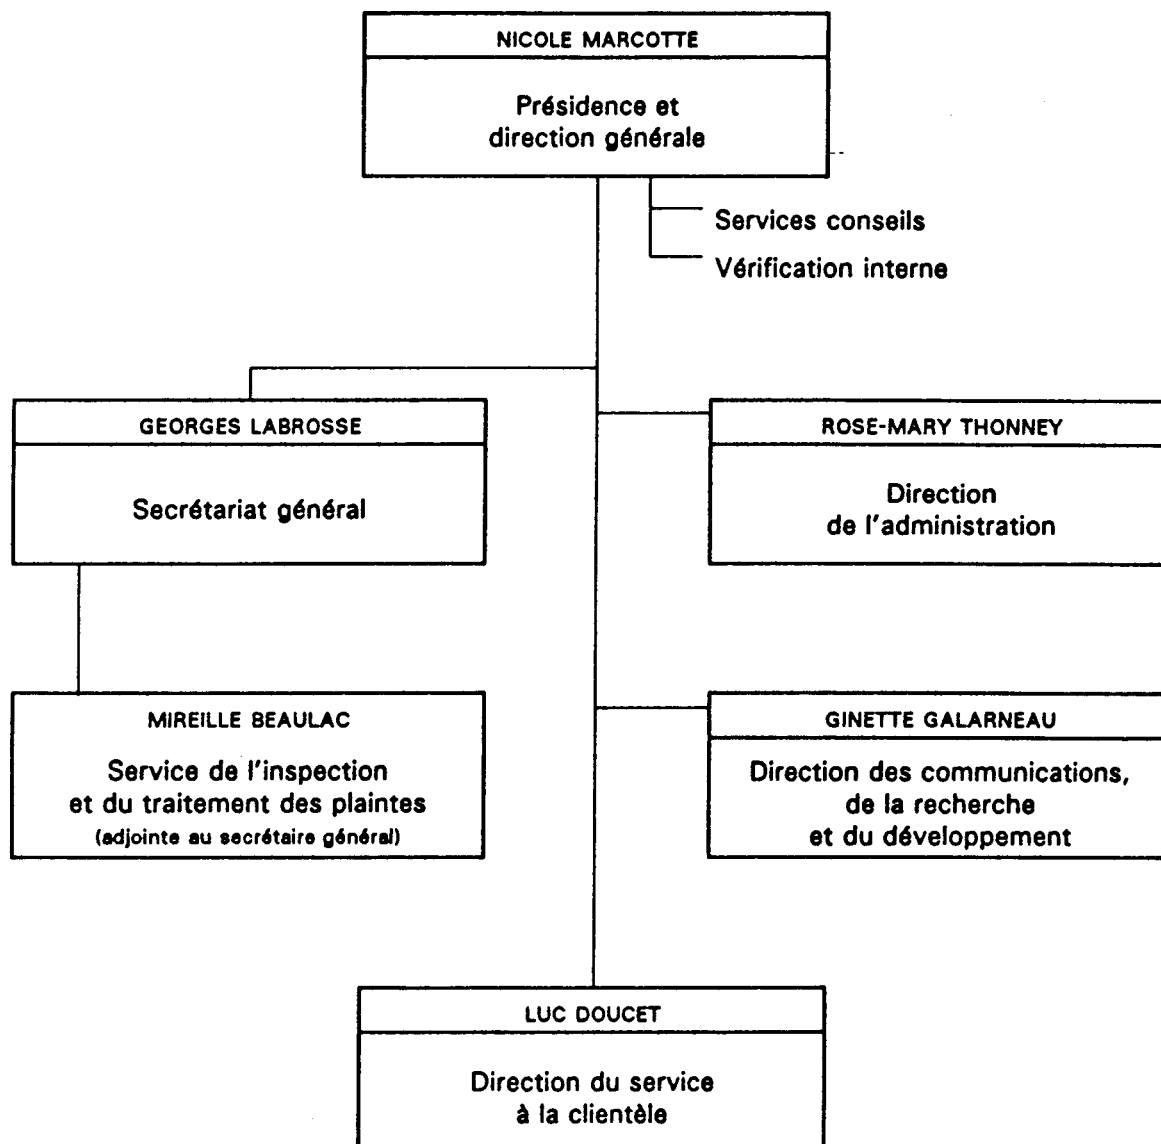 NICOLE MARCOTTE
Présidence et
direction générale
Services conseils
Vérification interne
GEORGES LABROSSE
Secrétariat général
ROSE-MARY THONNEY
Direction
de l'administration
MIREILLE BEAULAC
Service de l'inspection
et du traitement des plaintes
(adjointe au secrétaire général)
GINETTE GALARNEAU
Direction des communications,
de la recherche
et du développement
LUC DOUCET
Direction du service
à la clientèle